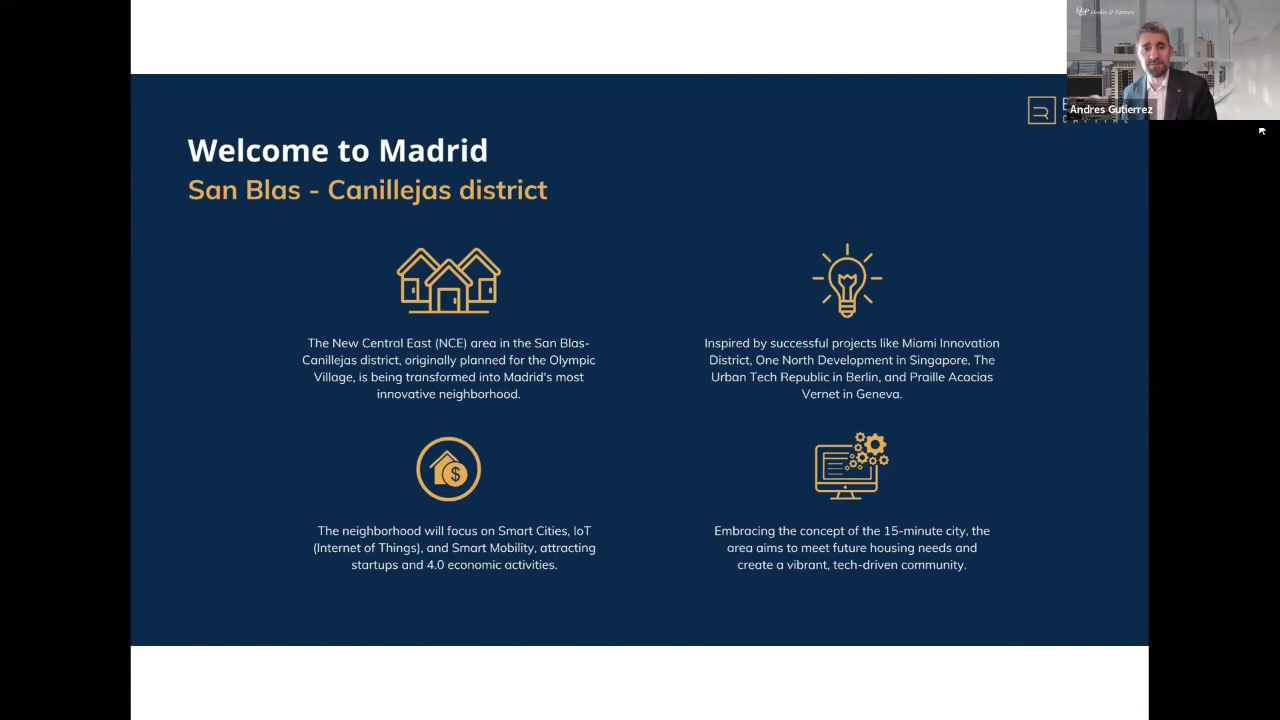 Andres Gutierrez
Welcome to Madrid
San Blas - Canillejas district
The New Central East (NCE) area in the San Blas-
Canillejas district, originally planned for the Olympic
Village, is being transformed into Madrid's most
innovative neighborhood.
Inspired by successful projects like Miami Innovation
District, One North Development in Singapore, The
Urban Tech Republic in Berlin, and Praille Acacias
Vernet in Geneva.
$
The neighborhood will focus on Smart Cities, IoT
(Internet of Things), and Smart Mobility, attracting
startups and 4.0 economic activities.
Embracing the concept of the 15-minute city, the
area aims to meet future housing needs and
create a vibrant, tech-driven community.